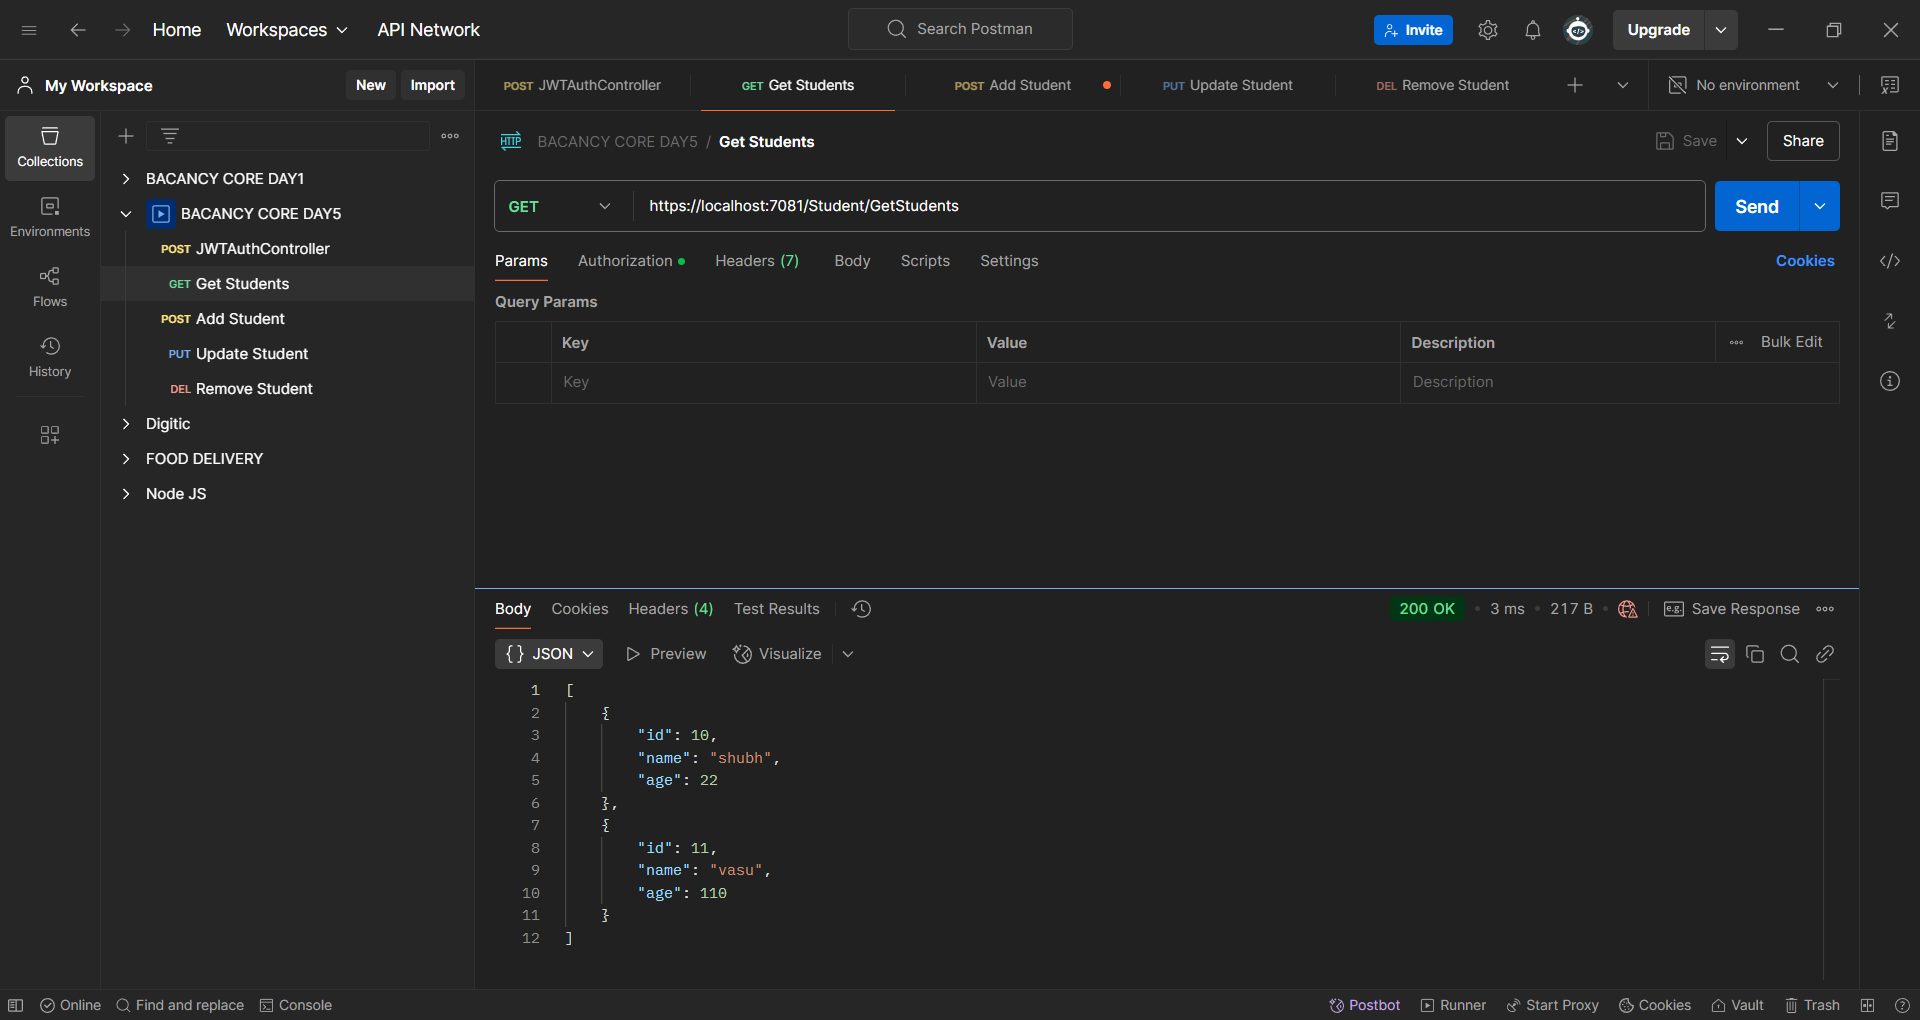 Home Workspaces API Network Search Postman Invite Upgrade
My Workspace New Import POST JWTAuthController GET Get Students POST Add Student PUT Update Student DEL Remove Student No environment
Collections
Environments
Flows
History
BACANCY CORE DAY1
BACANCY CORE DAY5
POST JWTAuthController
GET Get Students
POST Add Student
PUT Update Student
DEL Remove Student
Digitic
FOOD DELIVERY
Node JS
HTTP BACANCY CORE DAY5 / Get Students Save Share
GET https://localhost:7081/Student/GetStudents Send
Params Authorization Headers (7) Body Scripts Settings Cookies
Query Params
Key Value Description Bulk Edit
Key Value Description
Body Cookies Headers (4) Test Results 200 OK 3 ms 217 B e.g. Save Response
{} JSON Preview Visualize
1 [
2 {
3 "id": 10,
4 "name": "shubh",
5 "age": 22
6 },
7 {
8 "id": 11,
9 "name": "vasu",
10 "age": 110
11 }
12 ]
Online Find and replace Console Postbot Runner Start Proxy Cookies Vault Trash